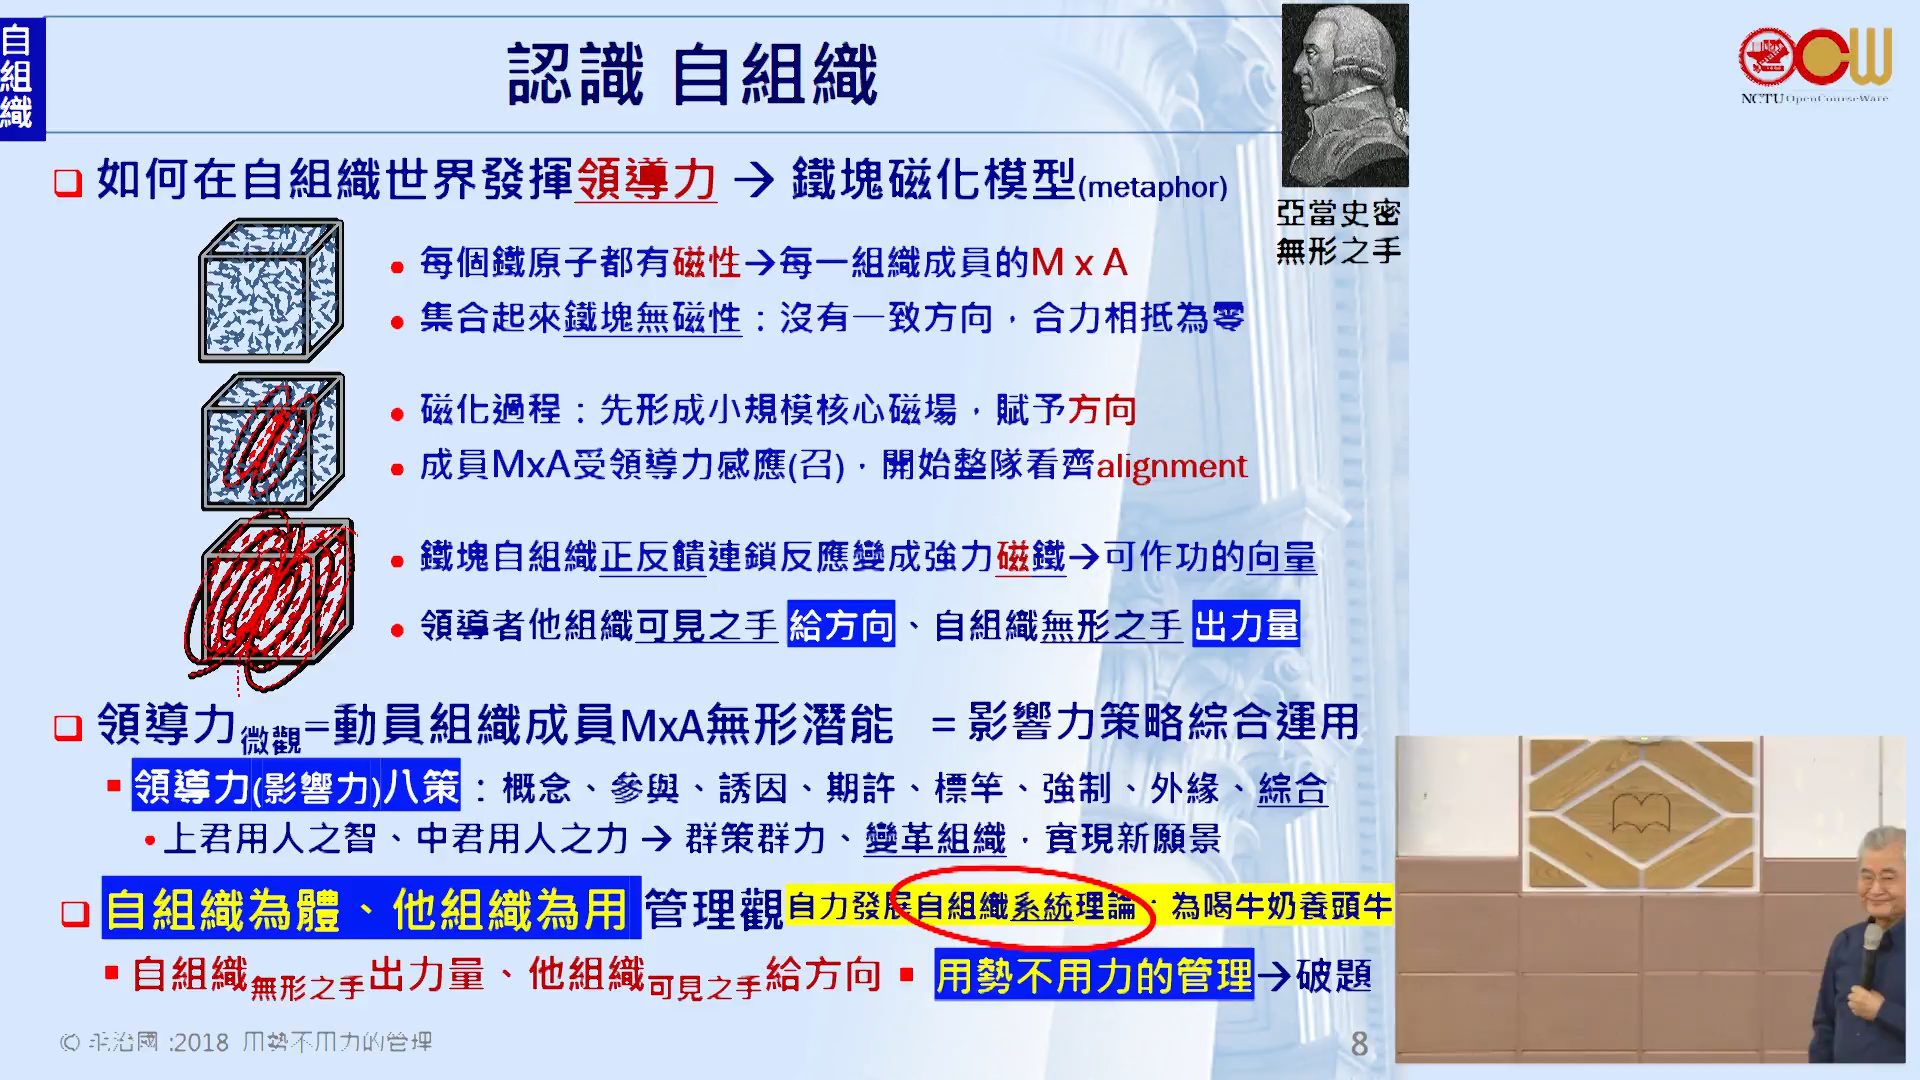 自組織
認識 自組織
NCTU OpenCourseWare
亞當史密
無形之手
❑ 如何在自組織世界發揮領導力 → 鐵塊磁化模型(metaphor)
• 每個鐵原子都有磁性→每一組織成員的M x A
• 集合起來鐵塊無磁性：沒有一致方向，合力相抵為零
• 磁化過程：先形成小規模核心磁場，賦予方向
• 成員MxA受領導力感應(召)，開始整隊看齊alignment
• 鐵塊自組織正反饋連鎖反應變成強力磁鐵→可作功的向量
• 領導者他組織可見之手 給方向、自組織無形之手 出力量
❑ 領導力微觀=動員組織成員MxA無形潛能 = 影響力策略綜合運用
▪ 領導力(影響力)八策：概念、參與、誘因、期許、標竿、強制、外緣、綜合
• 上君用人之智、中君用人之力 → 群策群力、變革組織，實現新願景
❑ 自組織為體、他組織為用 管理觀 自力發展自組織系統理論：為喝牛奶養頭牛
▪ 自組織無形之手出力量、他組織可見之手給方向 ▪ 用勢不用力的管理→破題
© 治國 :2018 用勢不用力的管理
8